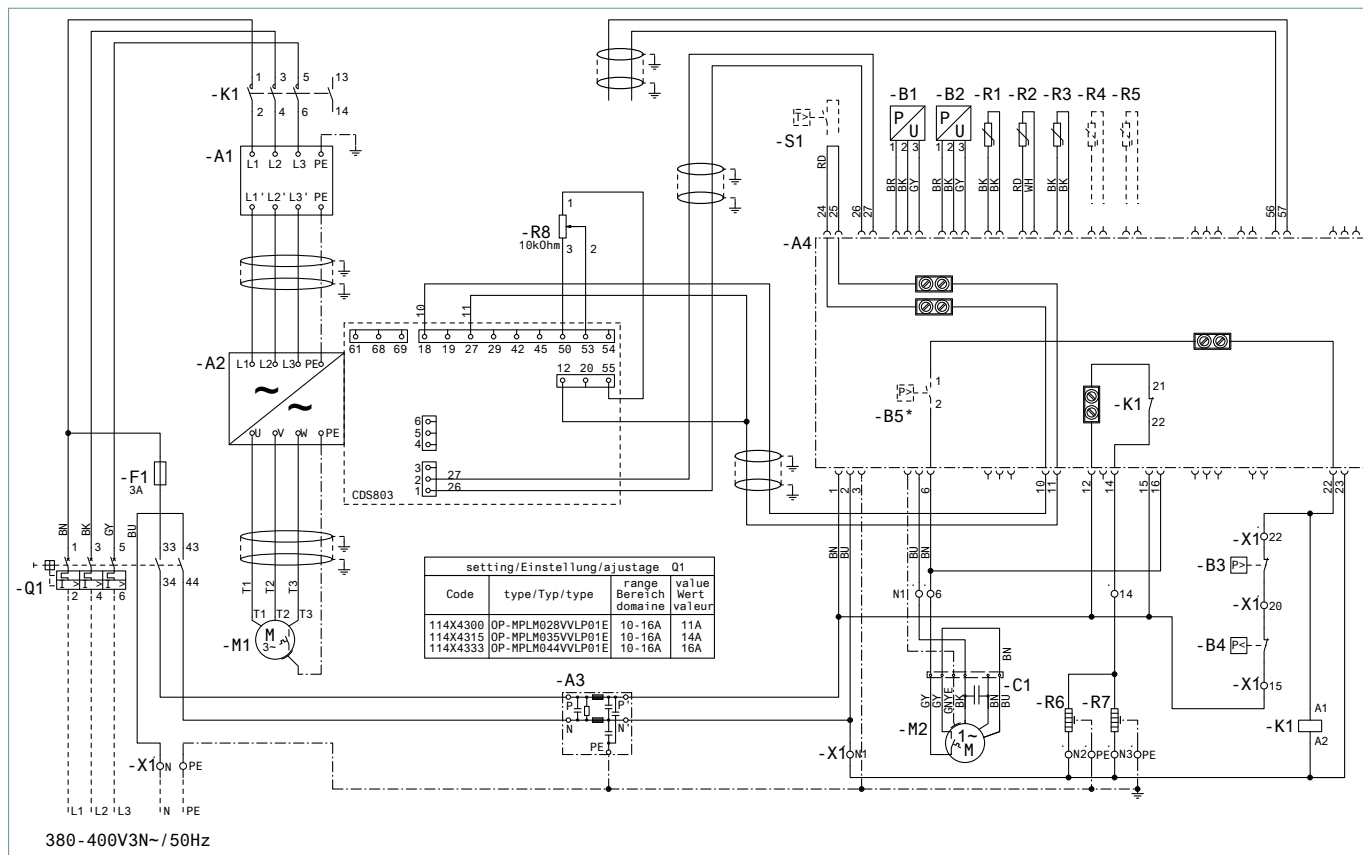 1 3 5 13
-K1
2 4 6 14
-A1
L1 L2 L3 PE
L1' L2' L3' PE
-A2
L1 L2 L3 PE
~
~
U V W PE
-F1
3A
BN BK GY BU
1 3 5 33 43
-Q1
I> I> I>
2 4 6 34 44
T1 T2 T3
T1 T2 T3
-M1
M
3~
-X1 N PE
L1 L2 L3 N PE
380-400V3N~/50Hz
-R8
10kOhm
1
3 2
10 11
61 68 69 18 19 27 29 42 45 50 53 54
12 20 55
6
5
4
3
2 27
1 26
CDS803
setting/Einstellung/ajustage Q1
Code type/Typ/type range Bereich domaine value Wert valeur
114X4300 OP-MPLM028VVLP01E 10-16A 11A
114X4315 OP-MPLM035VVLP01E 10-16A 14A
114X4333 OP-MPLM044VVLP01E 10-16A 16A
-A3
P P'
N N'
PE
-S1
T>
RD
-B1 -B2 -R1 -R2 -R3 -R4 -R5
P U P U
1 2 3 1 2 3
BR BK GY BR BK GY BK BK RD WH BK BK
24 25 26 27 56 57
-A4
P>
1
2
-B5*
-K1
21
22
1 2 3 6 10 11 12 14 15 16 22 23
BN BU BU BN
N1 6 14
BN
-C1
GY GY GNYE BK BN BU
-M2
1~
M
-X1 N1
-R6 -R7
N2 PE N3 PE
-X1 22
-B3 P>
-X1 20
-B4 P<
-X1 15
-K1
A1
A2